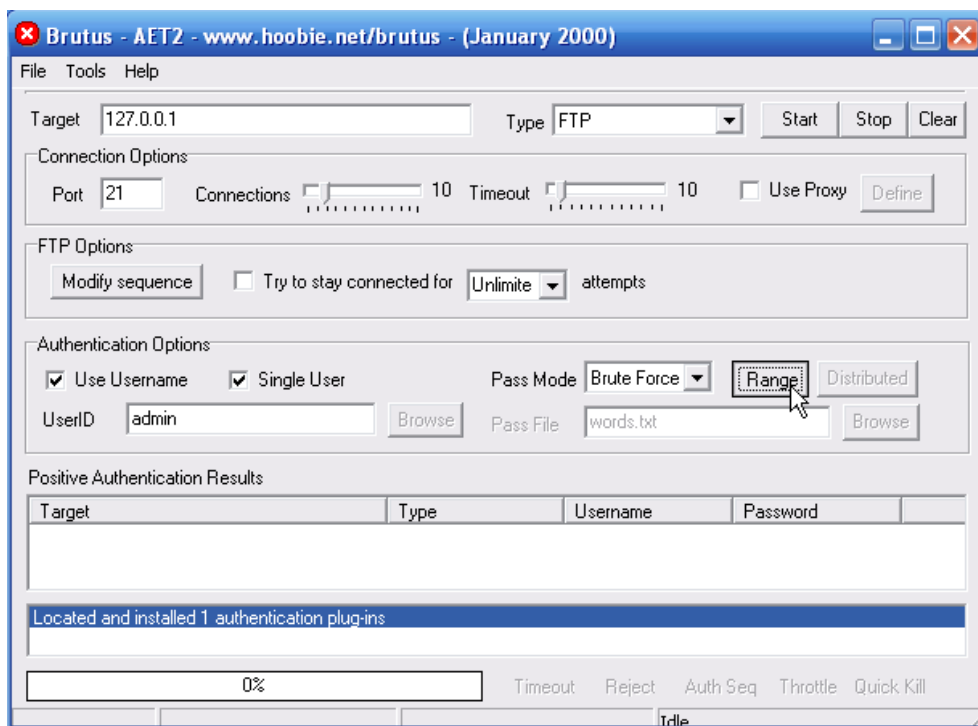 Brutus - AET2 - www.hoobie.net/brutus - (January 2000)
File Tools Help
Target 127.0.0.1 Type FTP Start Stop Clear
Connection Options
Port 21 Connections 10 Timeout 10 Use Proxy Define
FTP Options
Modify sequence Try to stay connected for Unlimite attempts
Authentication Options
Use Username Single User Pass Mode Brute Force Range Distributed
UserID admin Browse Pass File words.txt Browse
Positive Authentication Results
Target Type Username Password
Located and installed 1 authentication plug-ins
0% Timeout Reject Auth Seq Throttle Quick Kill
Idle